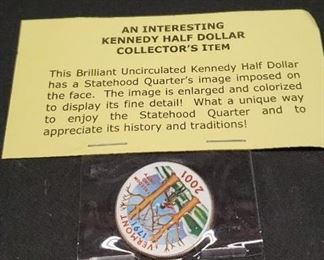 AN INTERESTING
KENNEDY HALF DOLLAR
COLLECTOR'S ITEM
This Brilliant Uncirculated Kennedy Half Dollar
has a Statehood Quarter's image imposed on
the face. The image is enlarged and colorized
to display its fine detail! What a unique way
to enjoy the Statehood Quarter and to
appreciate its history and traditions!
VERMONT
1791
2001